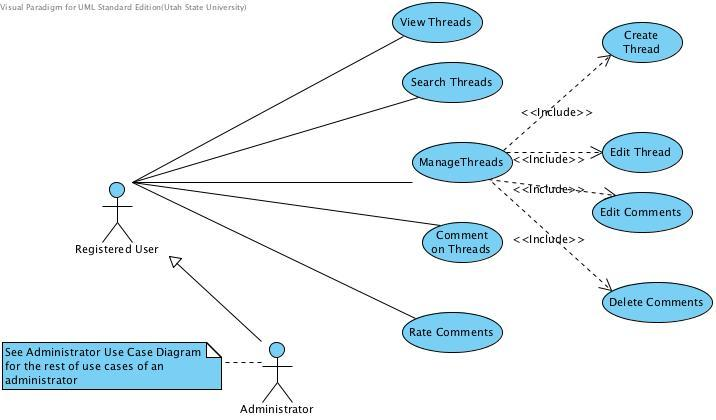 Visual Paradigm for UML Standard Edition(Utah State University)
View Threads
Create
Thread
Search Threads
<<Include>>
ManageThreads
<<Include>>
Edit Thread
<<Include>>
Edit Comments
Registered User
Comment
on Threads
<<Include>>
Delete Comments
Rate Comments
See Administrator Use Case Diagram
for the rest of use cases of an
administrator
Administrator